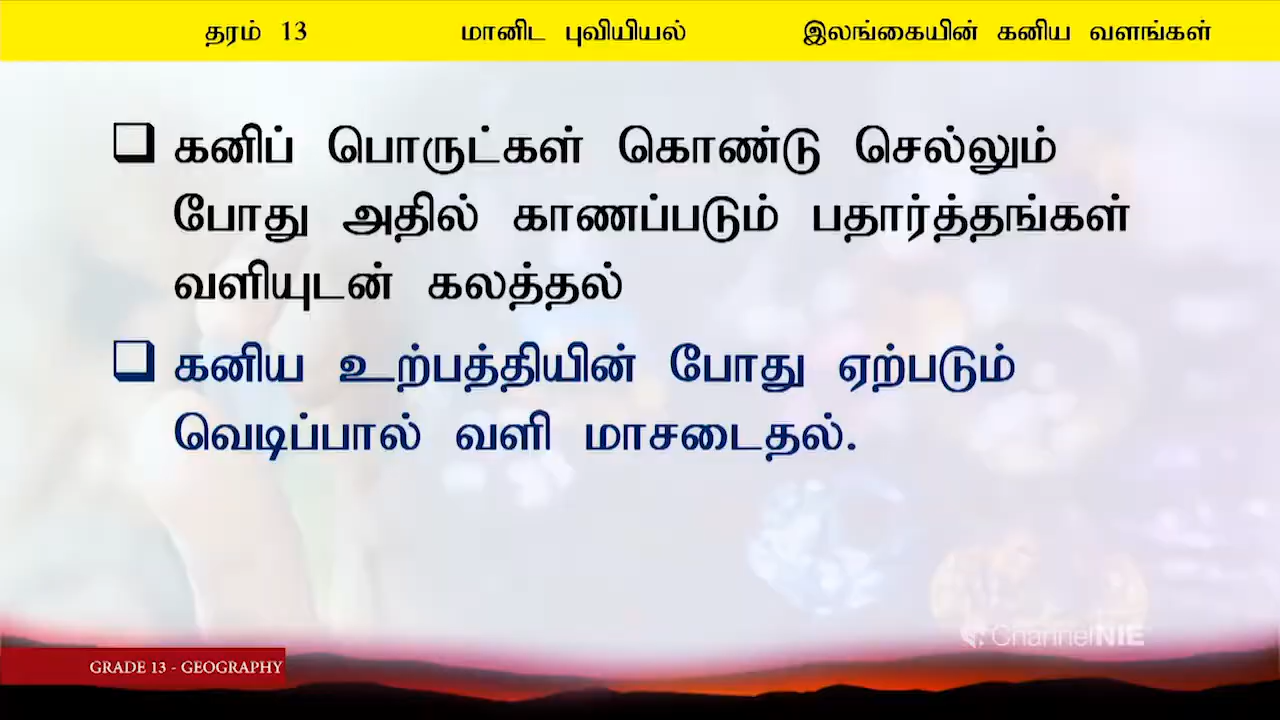 தரம் 13 மானிட புவியியல் இலங்கையின் கனிய வளங்கள்
கனிப் பொருட்கள் கொண்டு செல்லும்
போது அதில் காணப்படும் பதார்த்தங்கள்
வளியுடன் கலத்தல்
கனிய உற்பத்தியின் போது ஏற்படும்
வெடிப்பால் வளி மாசடைதல்.
ChannelNIE
GRADE 13 - GEOGRAPHY